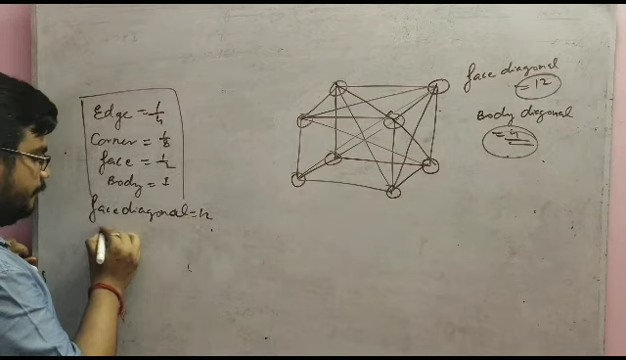 Edge = 1/4
Corner = 1/8
face = 1/2
Body = 1
face diagonal = 12
face diagonal
= 12
Body diagonal
= 4